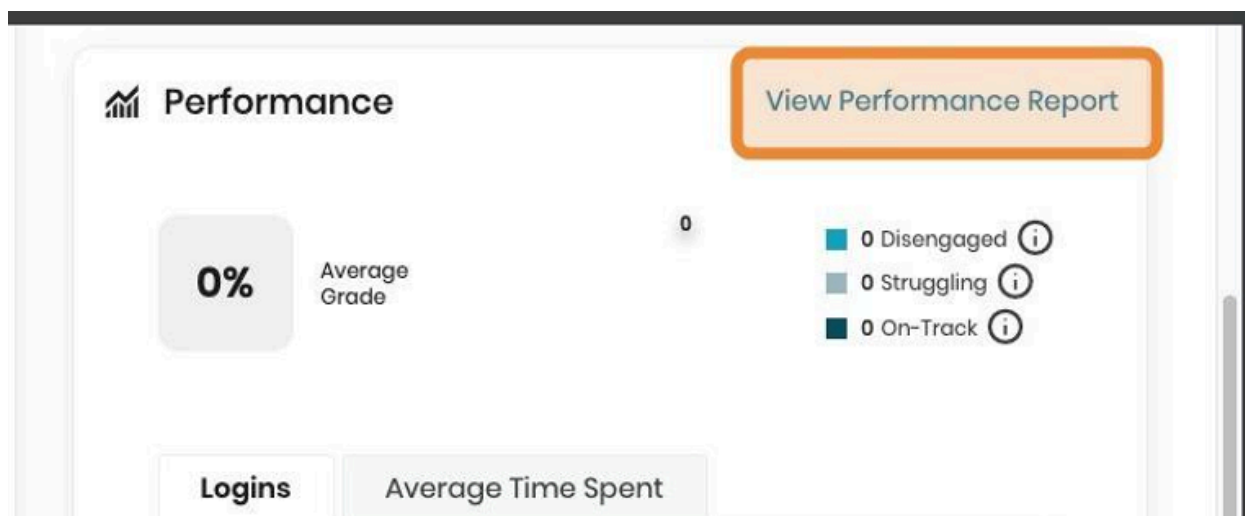 Performance
View Performance Report
0%
Average
Grade
0
0 Disengaged
0 Struggling
0 On-Track
Logins
Average Time Spent